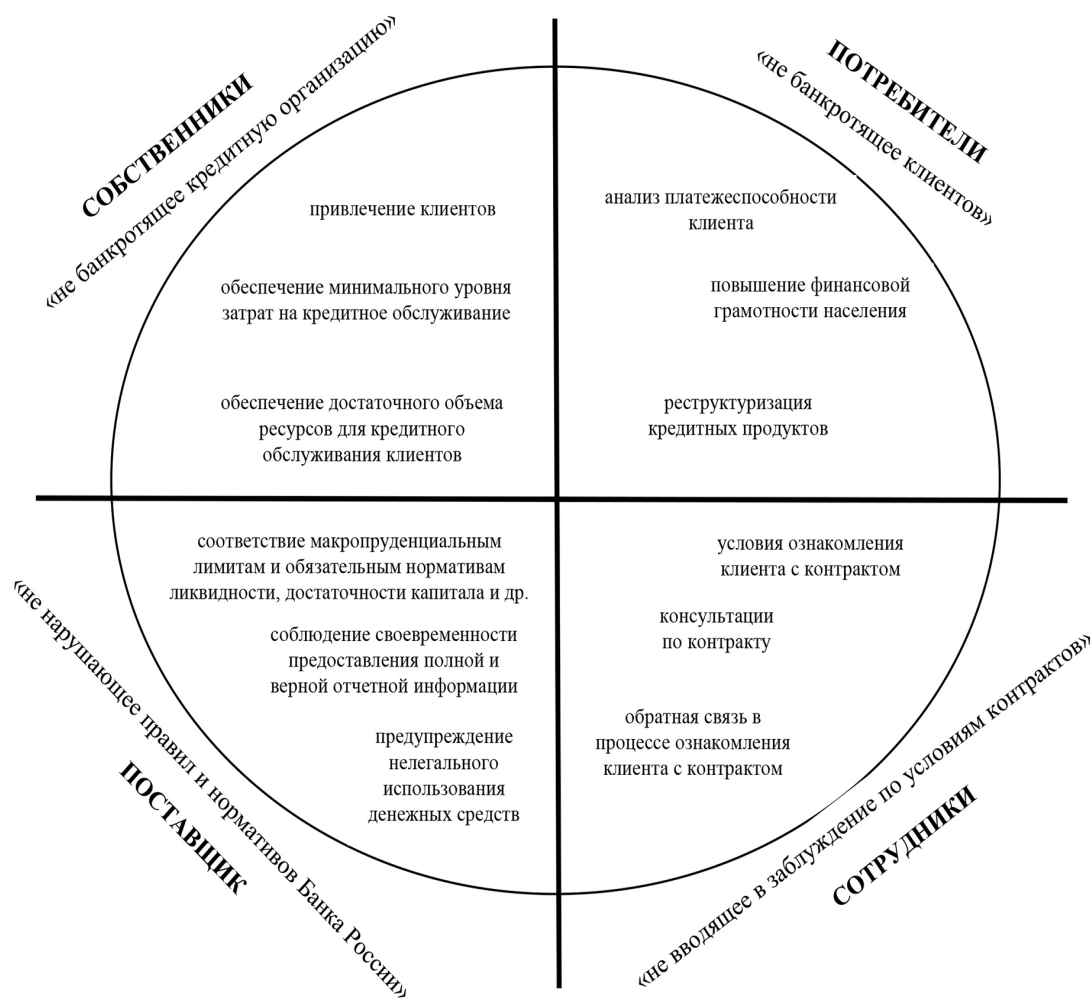 СОБСТВЕННИКИ
«не банкротящее кредитную организацию»
привлечение клиентов
обеспечение минимального уровня
затрат на кредитное обслуживание
обеспечение достаточного объема
ресурсов для кредитного
обслуживания клиентов
ПОТРЕБИТЕЛИ
«не банкротящее клиентов»
анализ платежеспособности
клиента
повышение финансовой
грамотности населения
реструктуризация
кредитных продуктов
соответствие макропруденциальным
лимитам и обязательным нормативам
ликвидности, достаточности капитала и др.
соблюдение своевременности
предоставления полной и
верной отчетной информации
предупреждение
нелегального
использования
денежных средств
«не нарушающее правил и нормативов Банка России»
ПОСТАВЩИК
условия ознакомления
клиента с контрактом
консультации
по контракту
обратная связь в
процессе ознакомления
клиента с контрактом
«не вводящее в заблуждение по условиям контрактов»
СОТРУДНИКИ